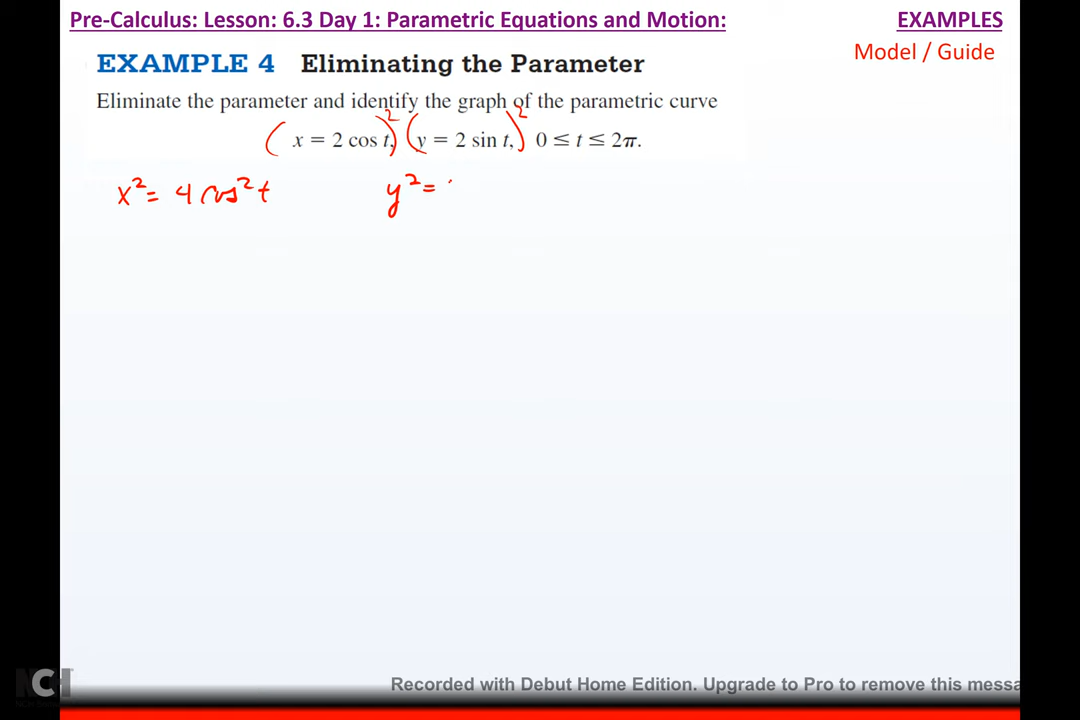 Pre-Calculus: Lesson: 6.3 Day 1: Parametric Equations and Motion: EXAMPLES
Model / Guide
EXAMPLE 4 Eliminating the Parameter
Eliminate the parameter and identify the graph of the parametric curve
( x = 2 cos t, )² ( y = 2 sin t, )² 0 ≤ t ≤ 2π.
x² = 4 cos² t y² =
NCH
Recorded with Debut Home Edition. Upgrade to Pro to remove this messa